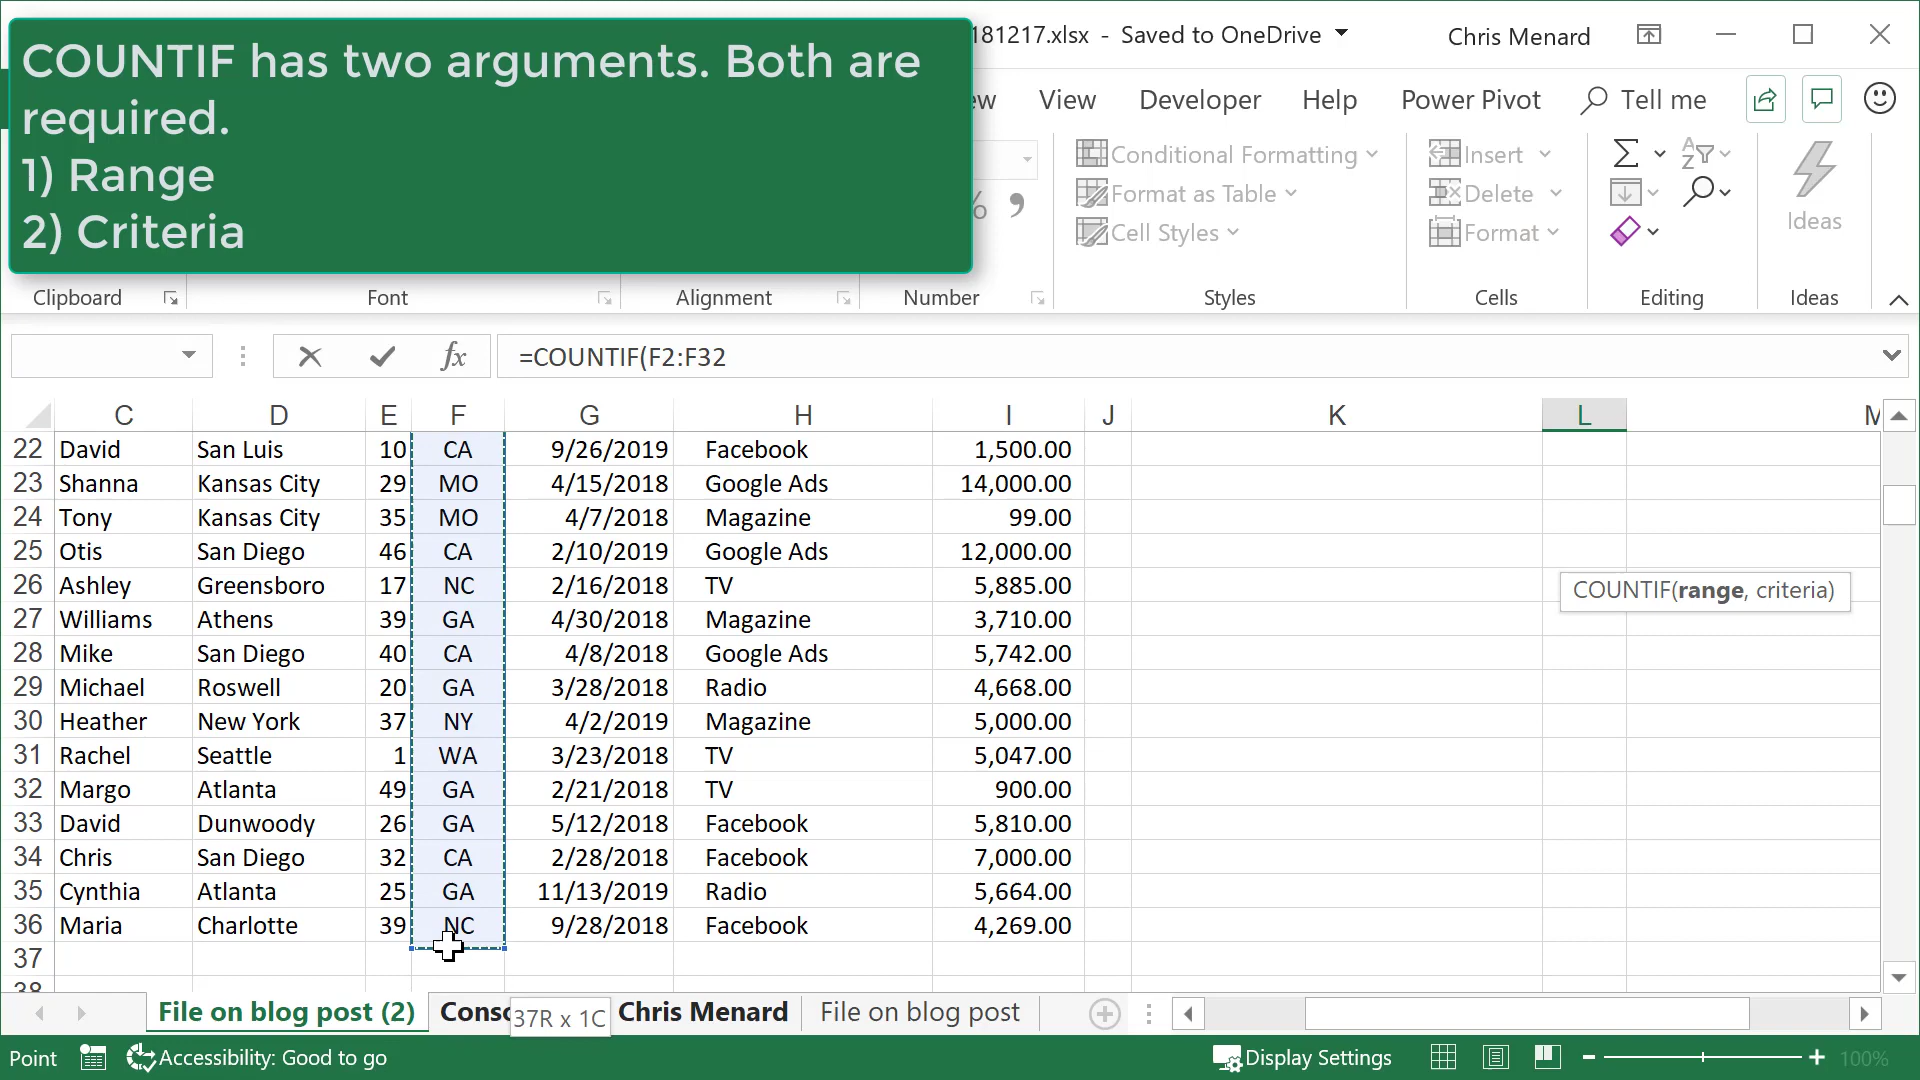 COUNTIF has two arguments. Both are
required.
1) Range
2) Criteria
181217.xlsx - Saved to OneDrive
Chris Menard
View Developer Help Power Pivot Tell me
Conditional Formatting
Format as Table
Cell Styles
Insert
Delete
Format
Ideas
Clipboard Font Alignment Number Styles Cells Editing Ideas
fx =COUNTIF(F2:F32
C D E F G H I J K L M
22 David San Luis 10 CA 9/26/2019 Facebook 1,500.00
23 Shanna Kansas City 29 MO 4/15/2018 Google Ads 14,000.00
24 Tony Kansas City 35 MO 4/7/2018 Magazine 99.00
25 Otis San Diego 46 CA 2/10/2019 Google Ads 12,000.00
26 Ashley Greensboro 17 NC 2/16/2018 TV 5,885.00
COUNTIF(range, criteria)
27 Williams Athens 39 GA 4/30/2018 Magazine 3,710.00
28 Mike San Diego 40 CA 4/8/2018 Google Ads 5,742.00
29 Michael Roswell 20 GA 3/28/2018 Radio 4,668.00
30 Heather New York 37 NY 4/2/2019 Magazine 5,000.00
31 Rachel Seattle 1 WA 3/23/2018 TV 5,047.00
32 Margo Atlanta 49 GA 2/21/2018 TV 900.00
33 David Dunwoody 26 GA 5/12/2018 Facebook 5,810.00
34 Chris San Diego 32 CA 2/28/2018 Facebook 7,000.00
35 Cynthia Atlanta 25 GA 11/13/2019 Radio 5,664.00
36 Maria Charlotte 39 NC 9/28/2018 Facebook 4,269.00
37
38
File on blog post (2) Conso 37R x 1C Chris Menard File on blog post
Point Accessibility: Good to go Display Settings 100%